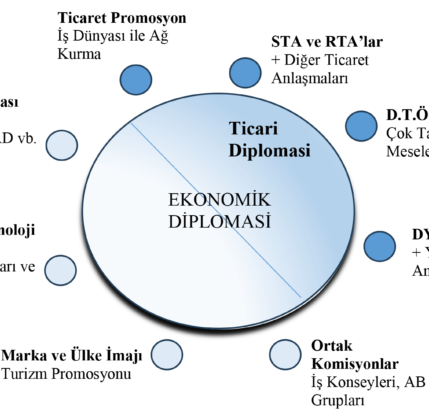 Ticaret Promosyon
İş Dünyası ile Ağ
Kurma
STA ve RTA’lar
+ Diğer Ticaret
Anlaşmaları
ası
D vb.
D.T.Ö
Çok Ta
Mesele
Ticari
Diplomasi
EKONOMİK
DİPLOMASİ
noloji
arı ve
DY
+ Y
An
Marka ve Ülke İmajı
Turizm Promosyonu
Ortak
Komisyonlar
İş Konseyleri, AB
Grupları